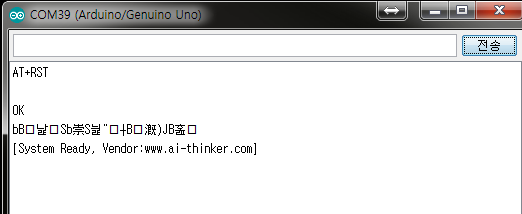 COM39 (Arduino/Genuino Uno)
전송
AT+RST
OK
[System Ready, Vendor:www.ai-thinker.com]